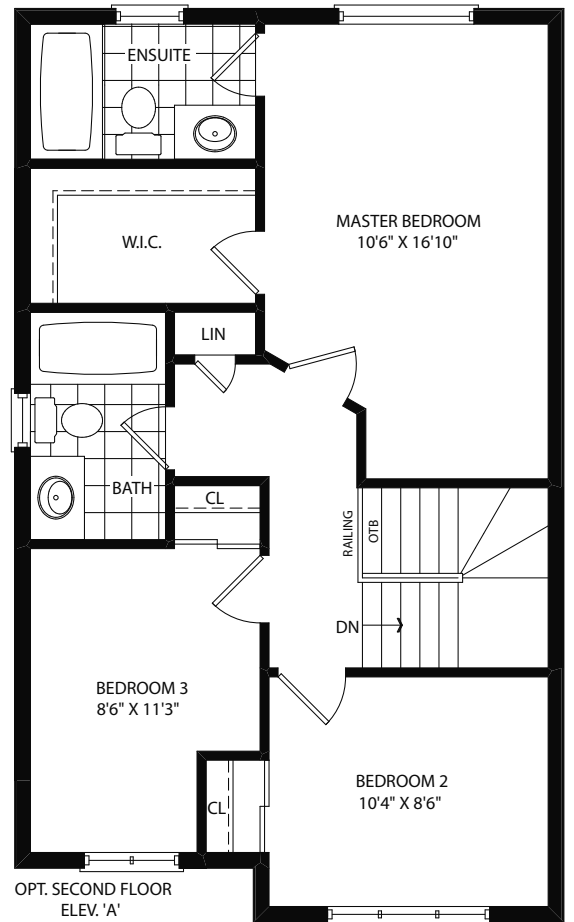 ENSUITE
MASTER BEDROOM
10'6" X 16'10"
W.I.C.
LIN
BATH
CL
RAILING
OTB
DN
BEDROOM 3
8'6" X 11'3"
BEDROOM 2
10'4" X 8'6"
CL
OPT. SECOND FLOOR
ELEV. 'A'